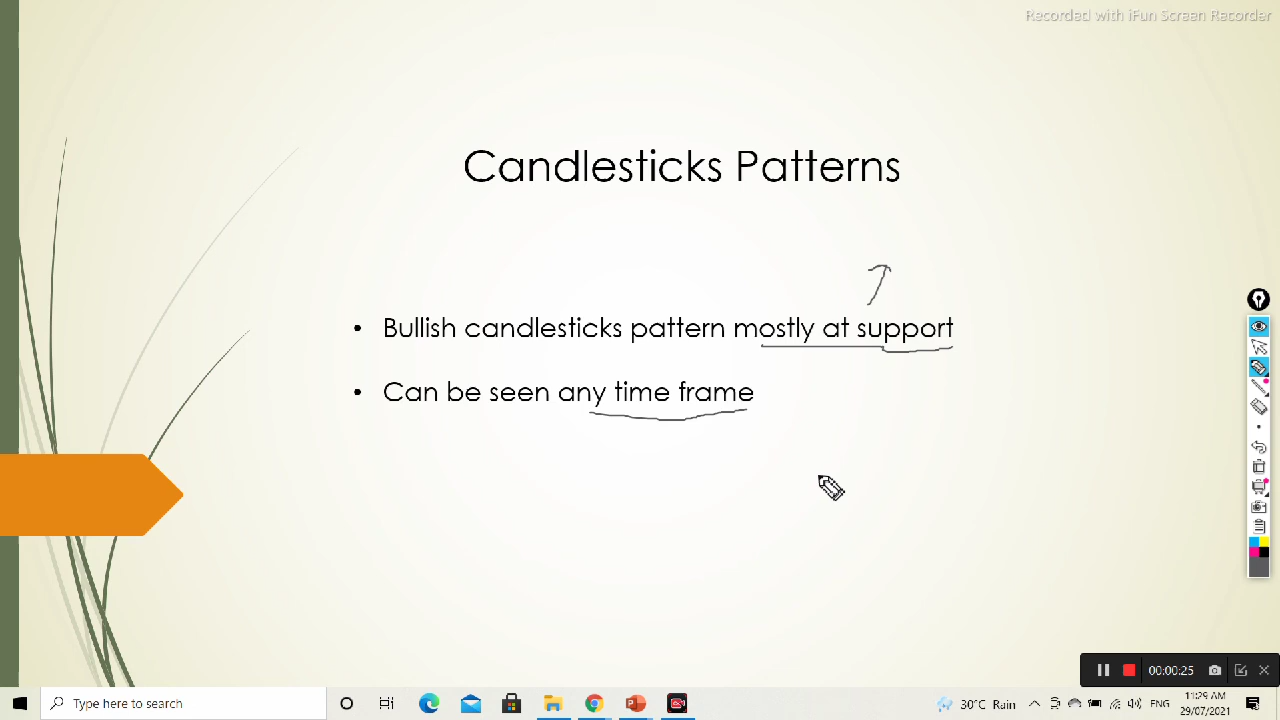 Recorded with iFun Screen Recorder
Candlesticks Patterns
• Bullish candlesticks pattern mostly at support
• Can be seen any time frame
00:00:25
Type here to search
30°C Rain
ENG
11:29 AM
29/07/2021